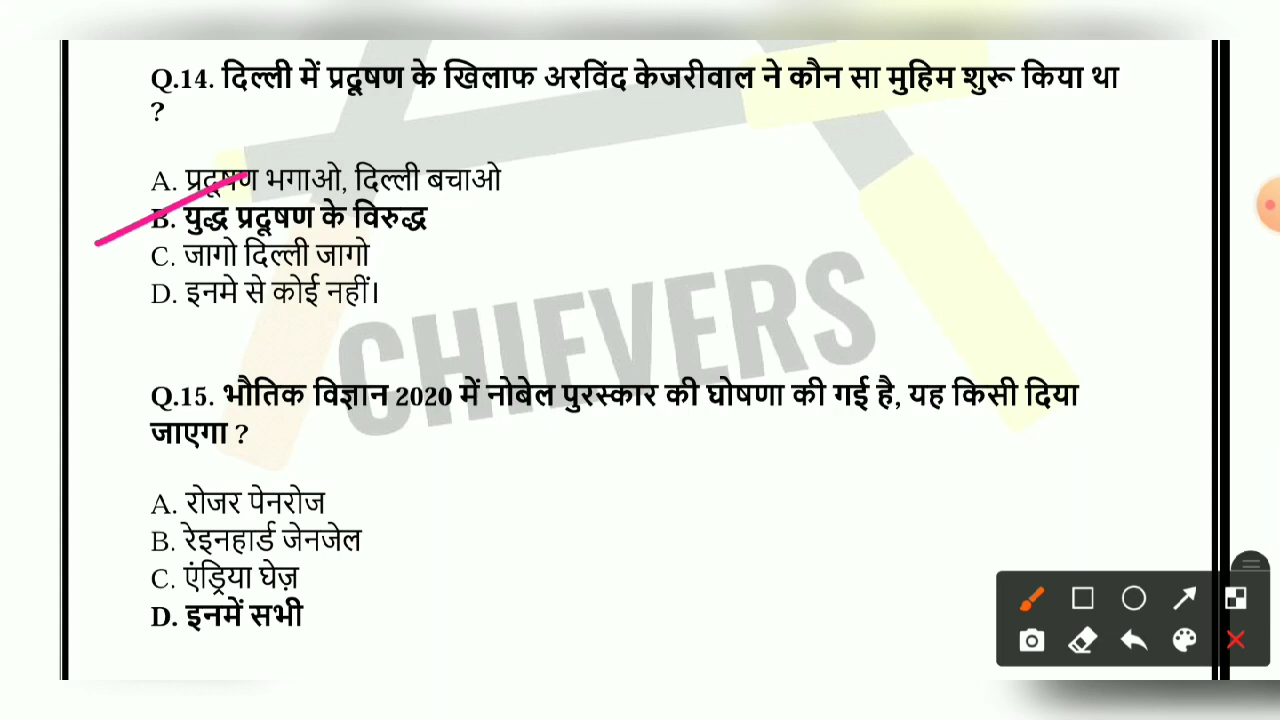 Q.14. दिल्ली में प्रदूषण के खिलाफ अरविंद केजरीवाल ने कौन सा मुहिम शुरू किया था
?
A. प्रदूषण भगाओ, दिल्ली बचाओ
B. युद्ध प्रदूषण के विरुद्ध
C. जागो दिल्ली जागो
D. इनमे से कोई नहीं।
CHIEVERS
Q.15. भौतिक विज्ञान 2020 में नोबेल पुरस्कार की घोषणा की गई है, यह किसी दिया
जाएगा ?
A. रोजर पेनरोज
B. रेइनहार्ड जेनजेल
C. एंड्रिया घेज़
D. इनमें सभी